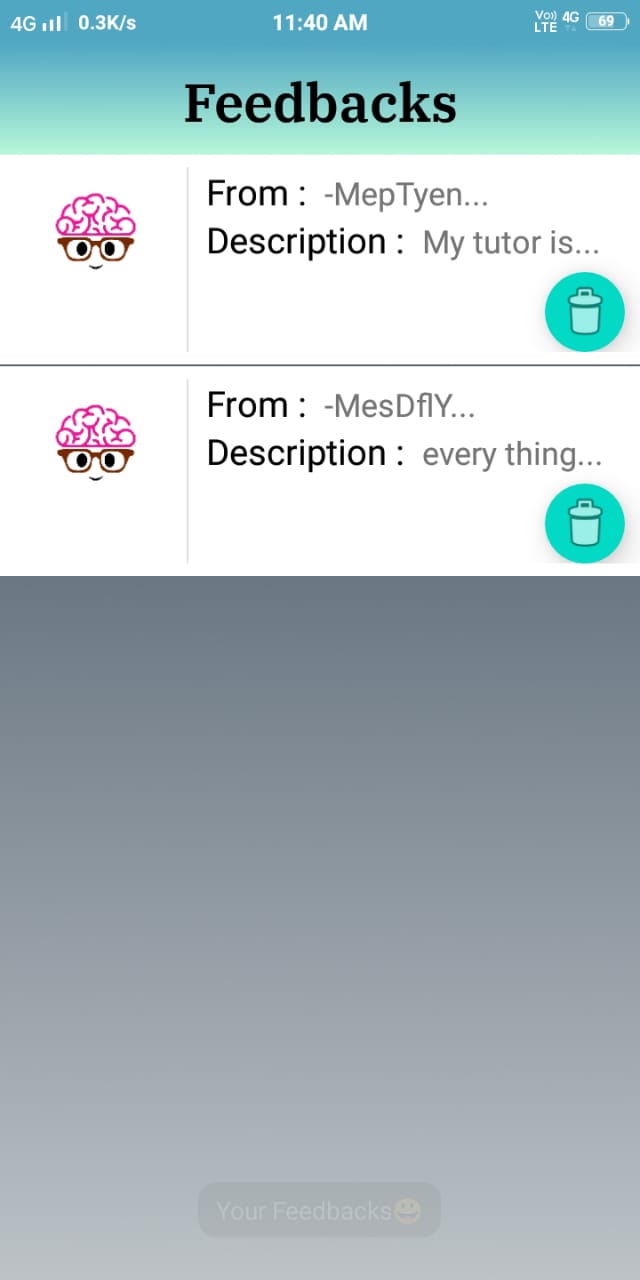 4G 0.3K/s 11:40 AM Vo)) LTE 4G 69
Feedbacks
From : -MepTyen...
Description : My tutor is...
From : -MesDflY...
Description : every thing...
Your Feedbacks😀